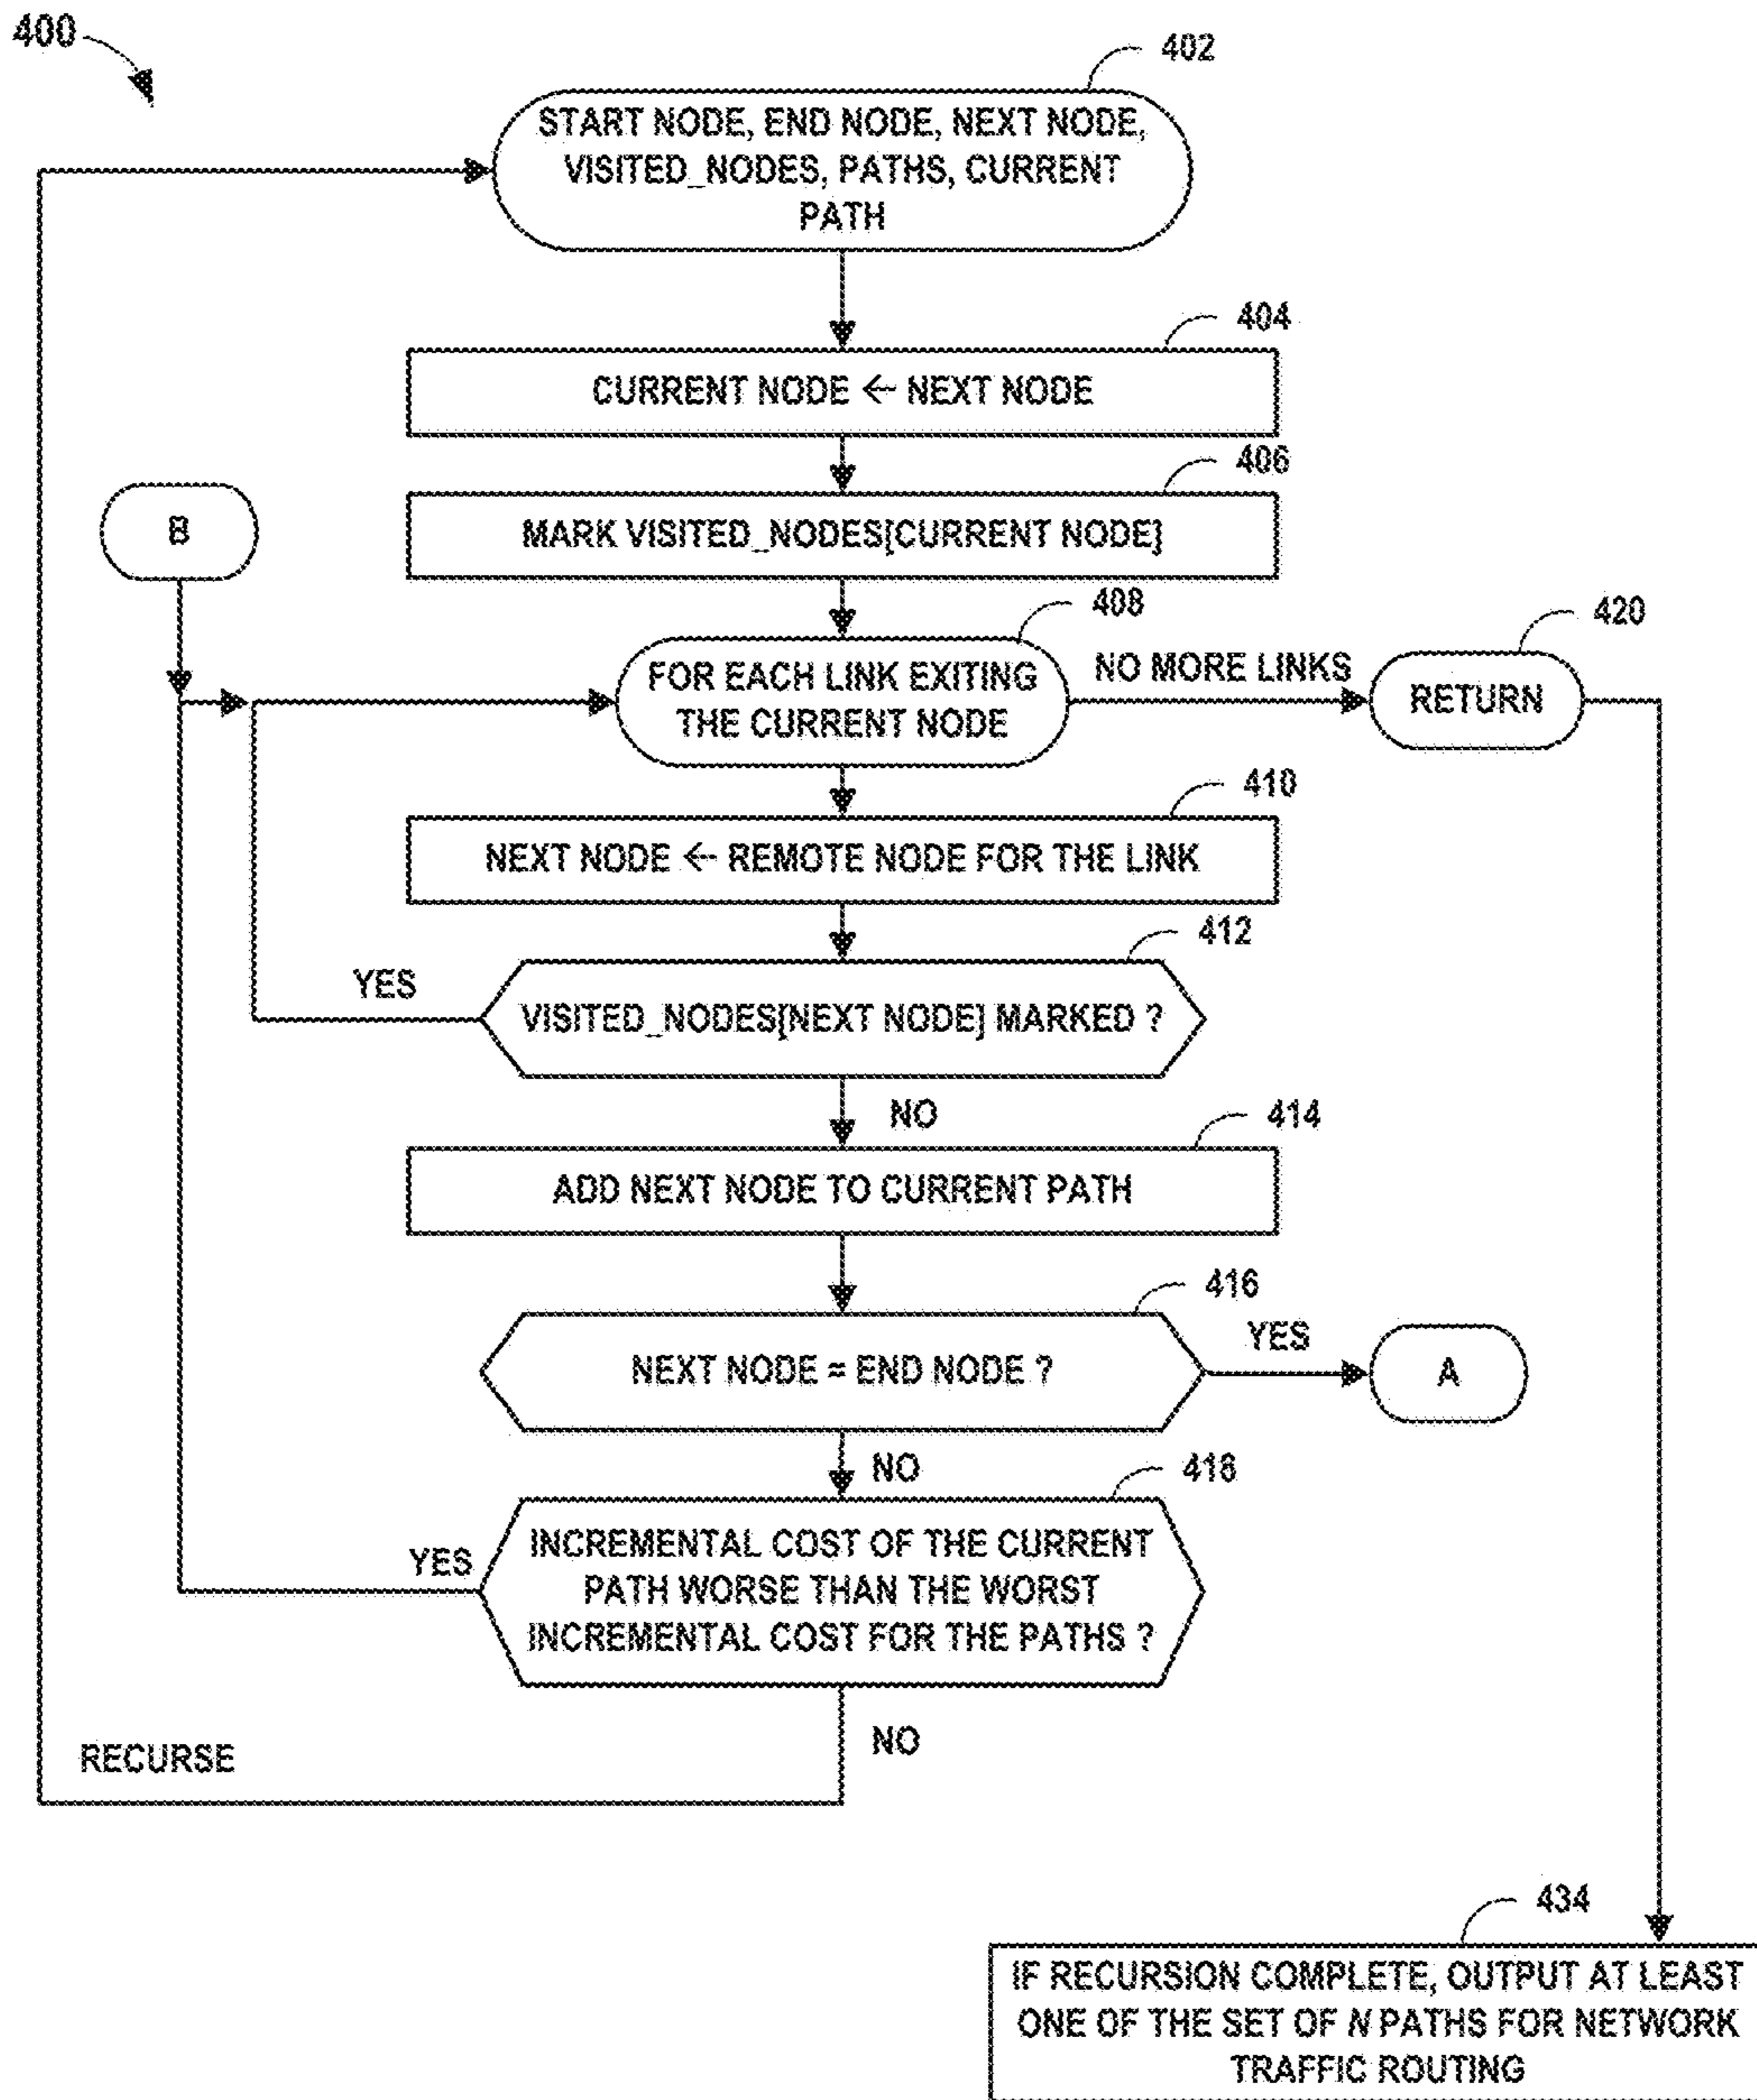 400
402
START NODE, END NODE, NEXT NODE,
VISITED_NODES, PATHS, CURRENT
PATH
404
CURRENT NODE ← NEXT NODE
406
MARK VISITED_NODES[CURRENT NODE]
B
408
FOR EACH LINK EXITING
THE CURRENT NODE
NO MORE LINKS
420
RETURN
410
NEXT NODE ← REMOTE NODE FOR THE LINK
412
YES
VISITED_NODES[NEXT NODE] MARKED ?
NO
414
ADD NEXT NODE TO CURRENT PATH
416
NEXT NODE = END NODE ?
YES
A
NO
418
YES
INCREMENTAL COST OF THE CURRENT
PATH WORSE THAN THE WORST
INCREMENTAL COST FOR THE PATHS ?
NO
RECURSE
434
IF RECURSION COMPLETE, OUTPUT AT LEAST
ONE OF THE SET OF N PATHS FOR NETWORK
TRAFFIC ROUTING